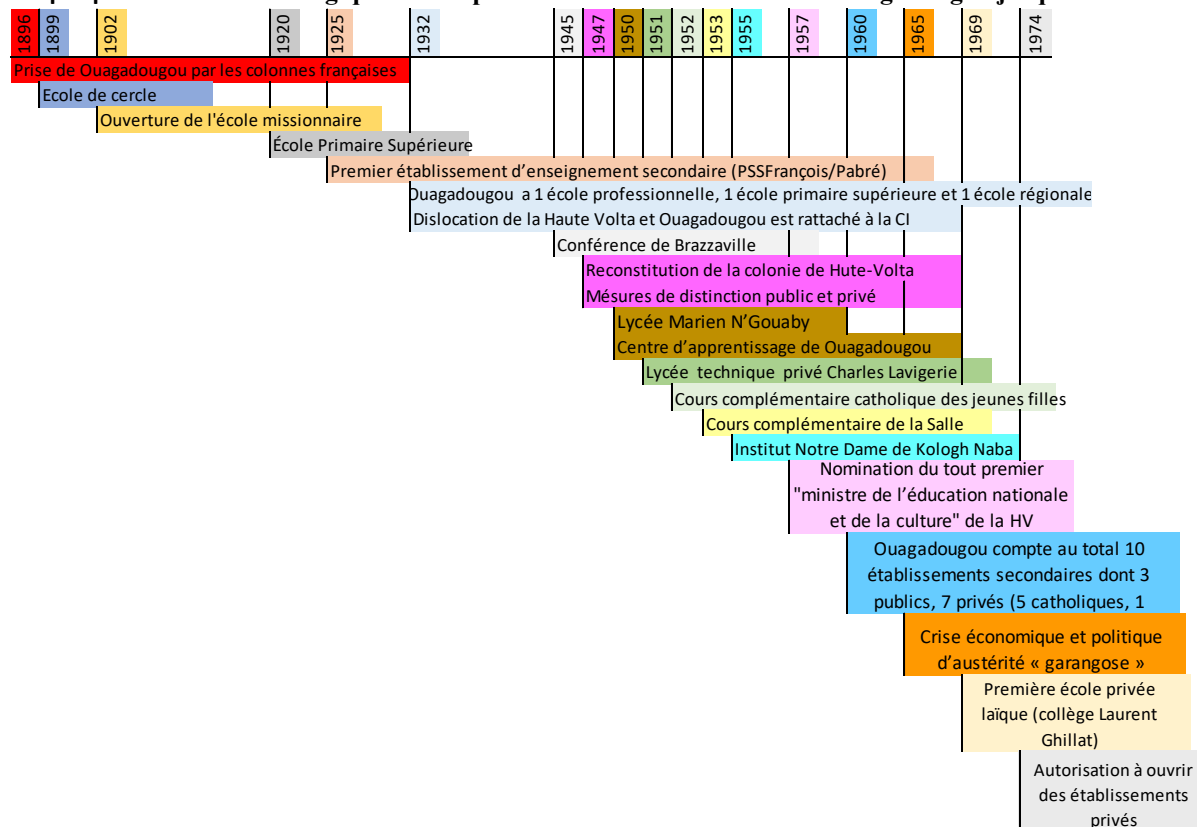 1896
1899
1902
1920
1925
1932
1945
1947
1950
1951
1952
1953
1955
1957
1960
1965
1969
1974
Prise de Ouagadougou par les colonnes françaises
Ecole de cercle
Ouverture de l'école missionnaire
École Primaire Supérieure
Premier établissement d’enseignement secondaire (PSSFrançois/Pabré)
Ouagadougou a 1 école professionnelle, 1 école primaire supérieure et 1 école régionale
Dislocation de la Haute Volta et Ouagadougou est rattaché à la CI
Conférence de Brazzaville
Reconstitution de la colonie de Hute-Volta
Mésures de distinction public et privé
Lycée Marien N’Gouaby
Centre d’apprentissage de Ouagadougou
Lycée technique privé Charles Lavigerie
Cours complémentaire catholique des jeunes filles
Cours complémentaire de la Salle
Institut Notre Dame de Kologh Naba
Nomination du tout premier
"ministre de l’éducation nationale
et de la culture" de la HV
Ouagadougou compte au total 10
établissements secondaires dont 3
publics, 7 privés (5 catholiques, 1
Crise économique et politique
d’austérité « garangose »
Première école privée
laïque (collège Laurent
Ghillat)
Autorisation à ouvrir
des établissements
privés